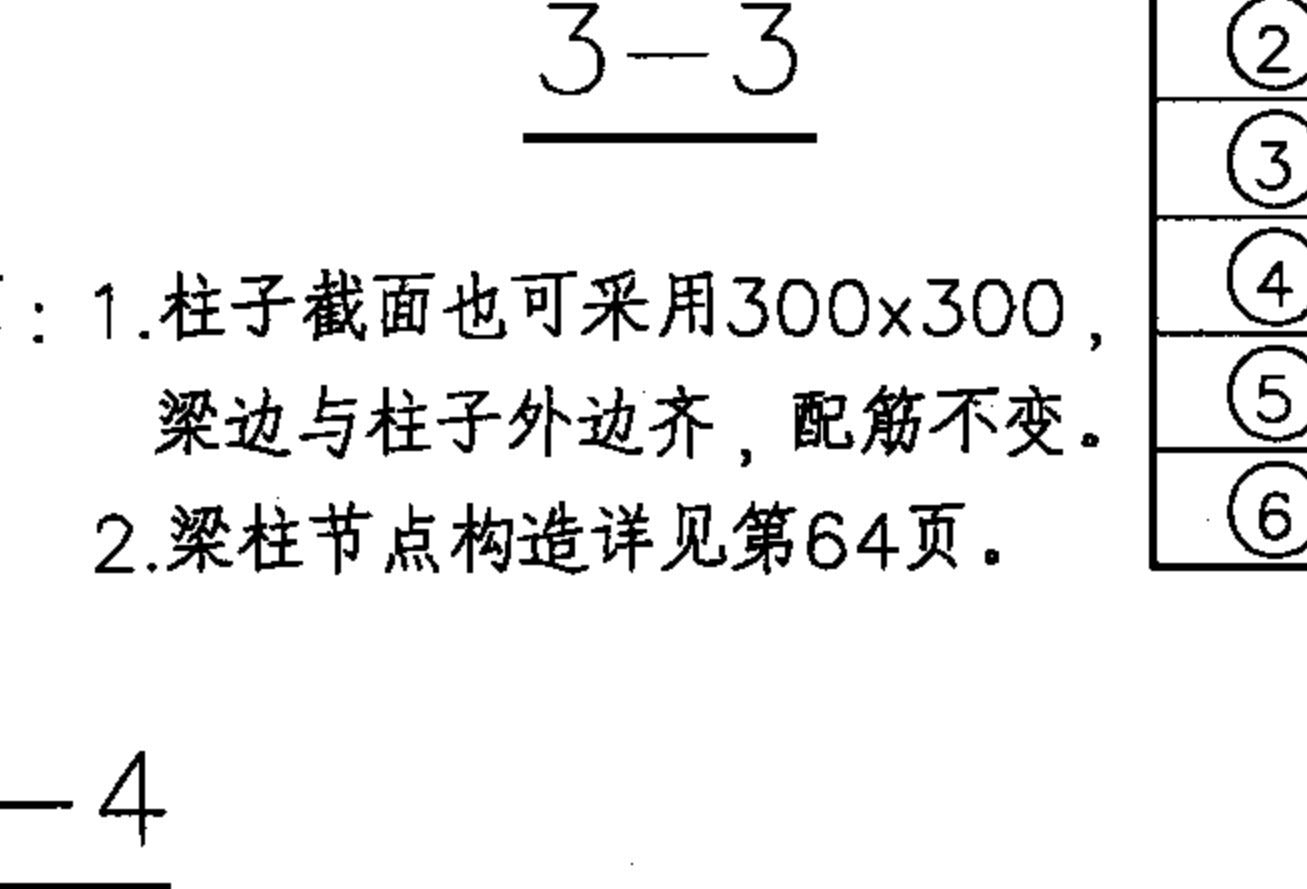 3-3
②
③
④
⑤
⑥
: 1.柱子截面也可采用300x300,
梁边与柱子外边齐,配筋不变。
2.梁柱节点构造详见第64页。
-4